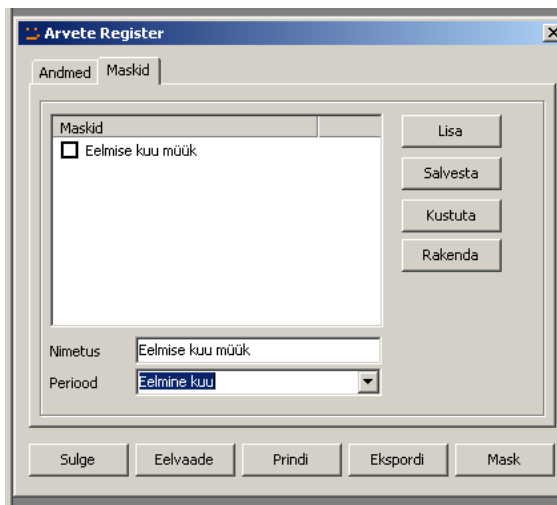 Arvete Register
Andmed Maskid
Maskid
Eelmise kuu müük
Lisa
Salvesta
Kustuta
Rakenda
Nimetus Eelmise kuu müük
Periood Eelmine kuu
Sulge Eelvaade Prindi Ekspordi Mask